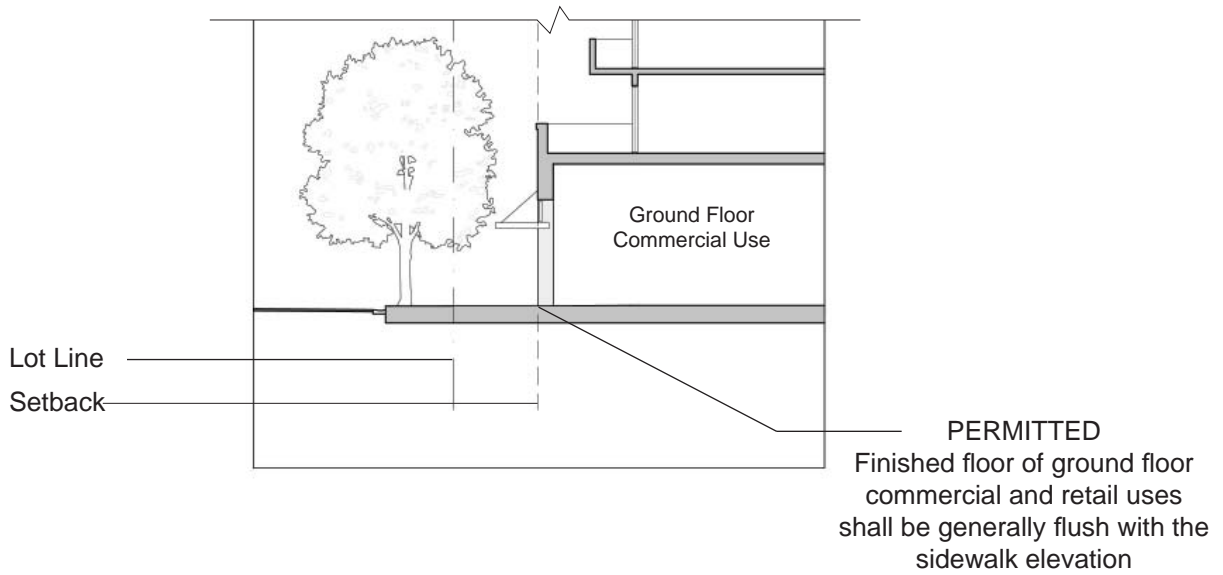 Ground Floor
Commercial Use
Lot Line
Setback
PERMITTED
Finished floor of ground floor
commercial and retail uses
shall be generally flush with the
sidewalk elevation